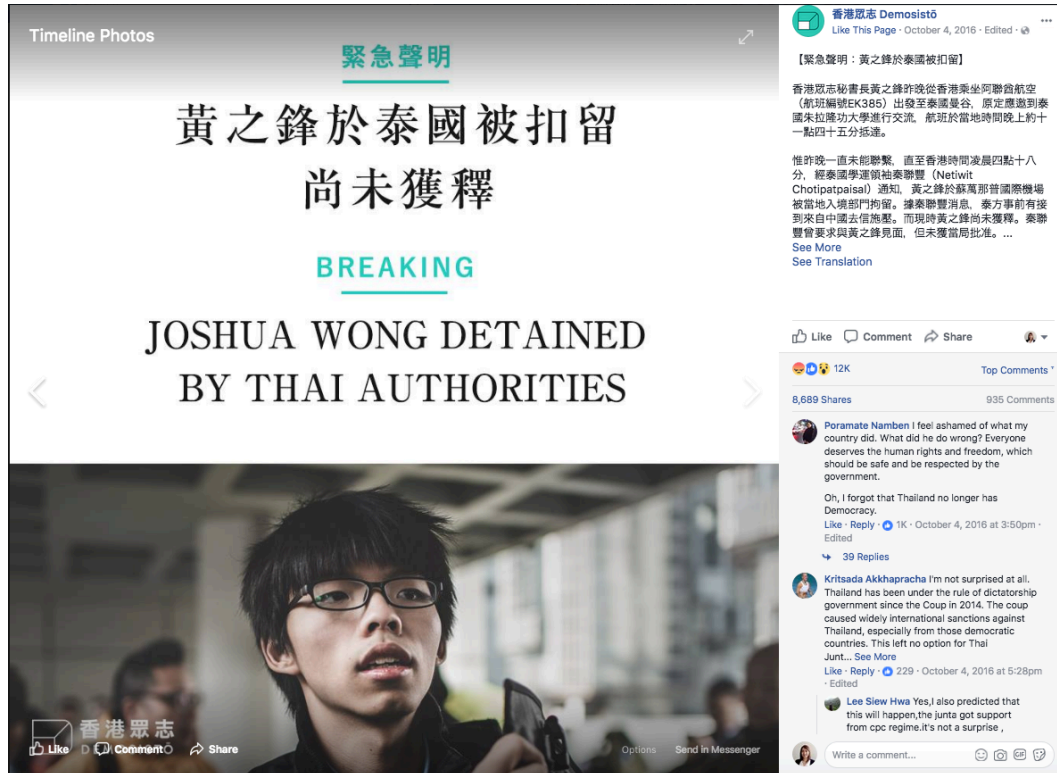 Timeline Photos
緊急聲明
黃之鋒於泰國被扣留
尚未獲釋
BREAKING
JOSHUA WONG DETAINED
BY THAI AUTHORITIES
香港眾志
Like
Comment
Share
Options
Send in Messenger
香港眾志 Demosistō
Like This Page · October 4, 2016 · Edited ·
【緊急聲明：黃之鋒於泰國被扣留】
香港眾志秘書長黃之鋒昨晚從香港乘坐阿聯酋航空
（航班編號EK385）出發至泰國曼谷，原定應邀到泰
國朱拉隆功大學進行交流，航班於當地時間晚上約十
一點四十五分抵達。
惟昨晚一直未能聯繫，直至香港時間凌晨四點十八
分，經泰國學運領袖秦聯豐（Netiwit
Chotipatpaisal）通知，黃之鋒於蘇萬那普國際機場
被當地入境部門拘留。據秦聯豐消息，泰方事前有接
到來自中國去信施壓。而現時黃之鋒尚未獲釋。秦聯
豐曾要求與黃之鋒見面，但未獲當局批准。...
See More
See Translation
Like Comment Share
12K
Top Comments
8,689 Shares
935 Comments
Poramate Namben I feel ashamed of what my
country did. What did he do wrong? Everyone
deserves the human rights and freedom, which
should be safe and be respected by the
government.
Oh, I forgot that Thailand no longer has
Democracy.
Like · Reply · 1K · October 4, 2016 at 3:50pm ·
Edited
39 Replies
Kritsada Akkhapracha I'm not surprised at all.
Thailand has been under the rule of dictatorship
government since the Coup in 2014. The coup
caused widely international sanctions against
Thailand, especially from those democratic
countries. This left no option for Thai
Junt... See More
Like · Reply · 229 · October 4, 2016 at 5:28pm
· Edited
Lee Siew Hwa Yes,I also predicted that
this will happen,the junta got support
from cpc regime.it's not a surprise ,
Write a comment...
GIF